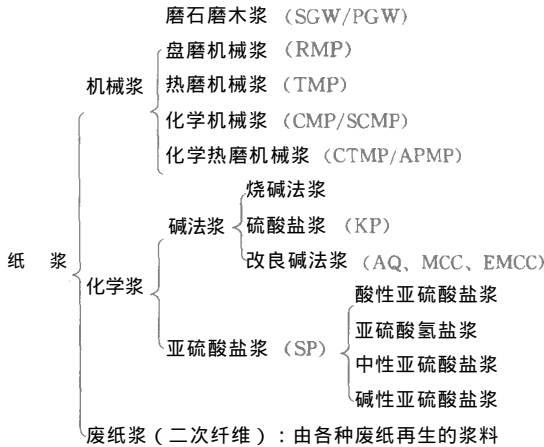 磨石磨木浆（SGW/PGW）
盘磨机械浆（RMP）
机械浆
热磨机械浆（TMP）
化学机械浆（CMP/SCMP）
化学热磨机械浆（CTMP/APMP）
烧碱法浆
碱法浆
硫酸盐浆（KP）
改良碱法浆（AQ、MCC、EMCC）
纸 浆
化学浆
酸性亚硫酸盐浆
亚硫酸氢盐浆
亚硫酸盐浆（SP）
中性亚硫酸盐浆
碱性亚硫酸盐浆
废纸浆（二次纤维）：由各种废纸再生的浆料